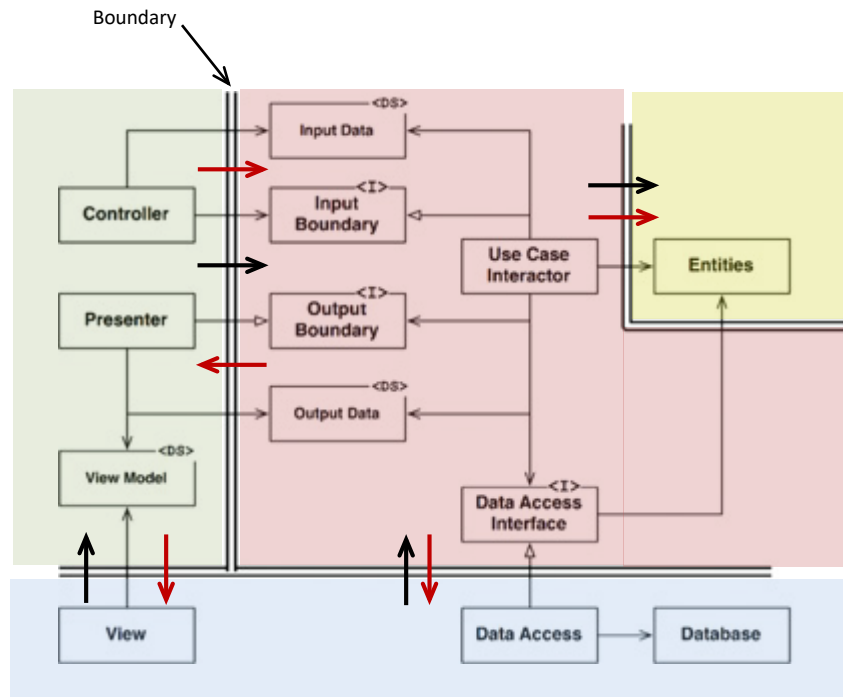 Boundary
<DS>
Input Data
<I>
Input
Boundary
Controller
Use Case
Interactor
Entities
<I>
Output
Boundary
Presenter
<DS>
Output Data
<DS>
View Model
<I>
Data Access
Interface
View
Data Access
Database